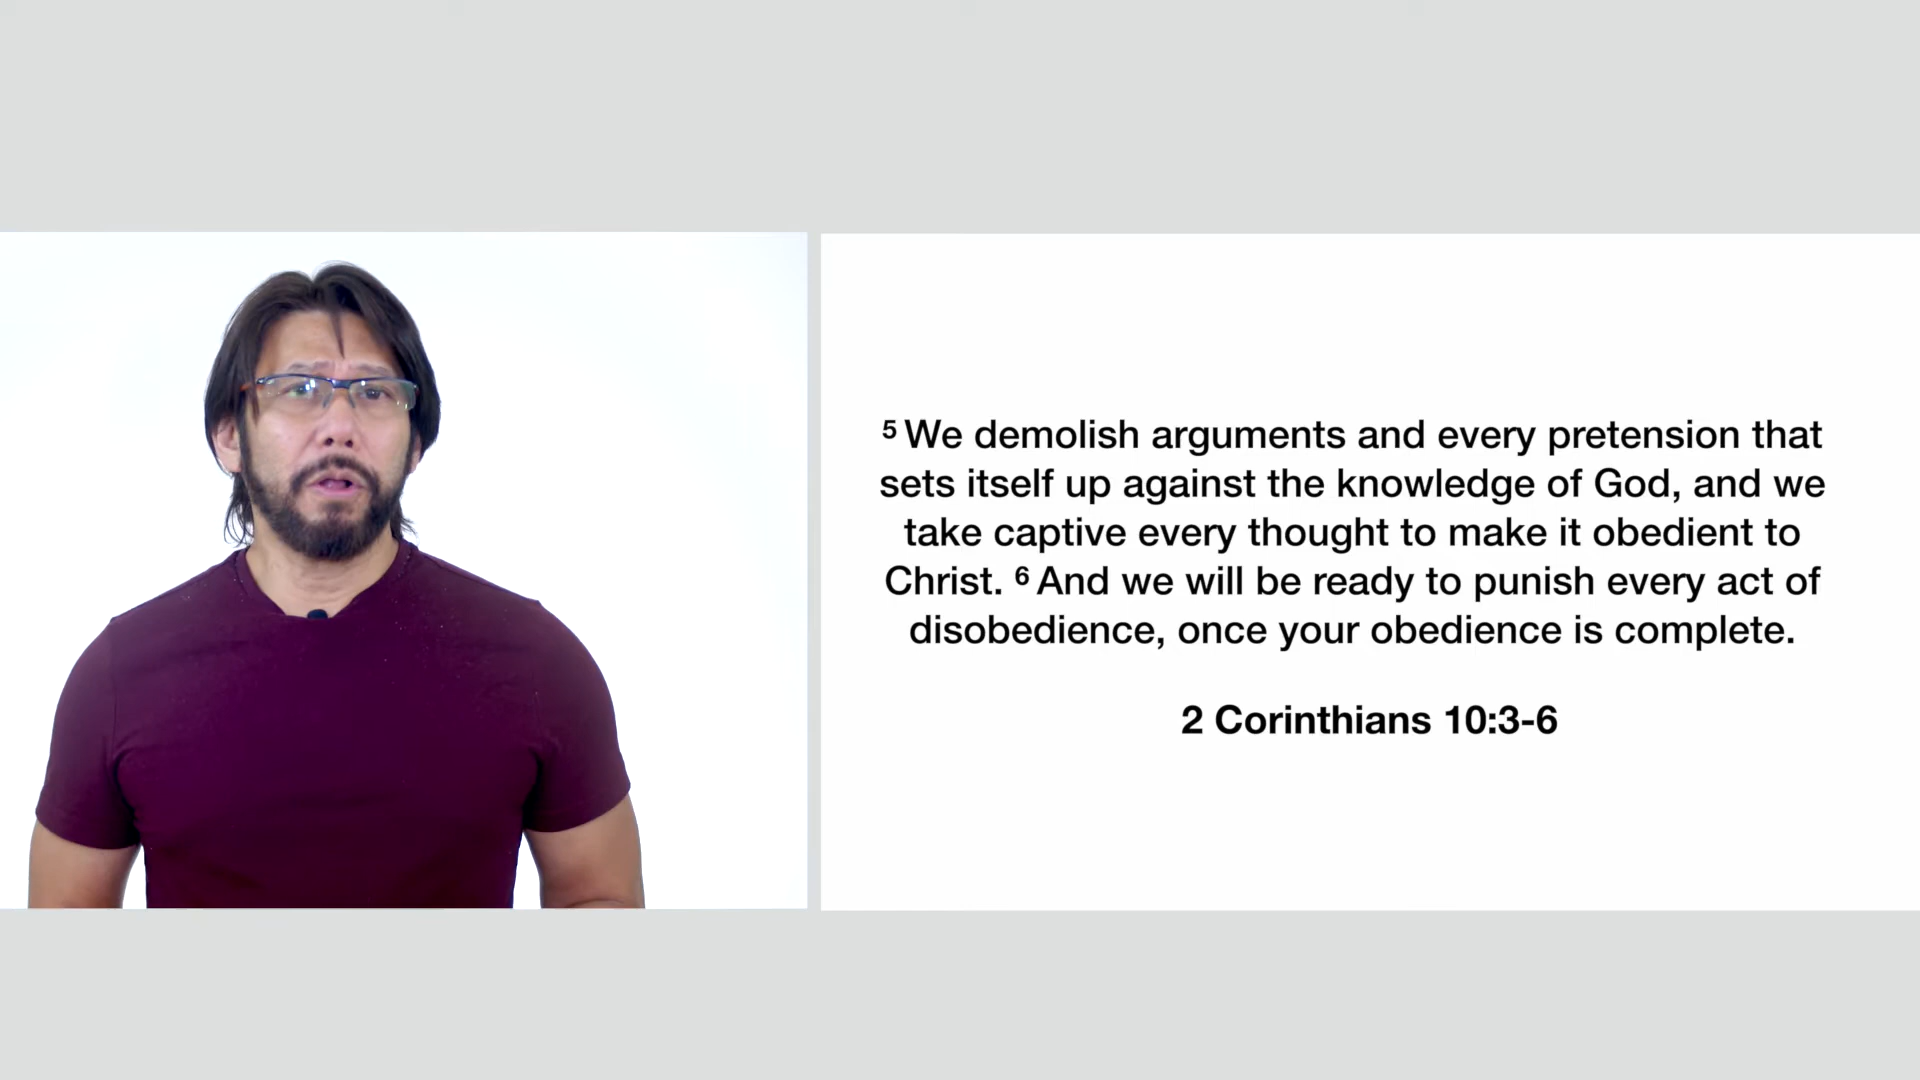 5 We demolish arguments and every pretension that
sets itself up against the knowledge of God, and we
take captive every thought to make it obedient to
Christ. 6 And we will be ready to punish every act of
disobedience, once your obedience is complete.
2 Corinthians 10:3-6